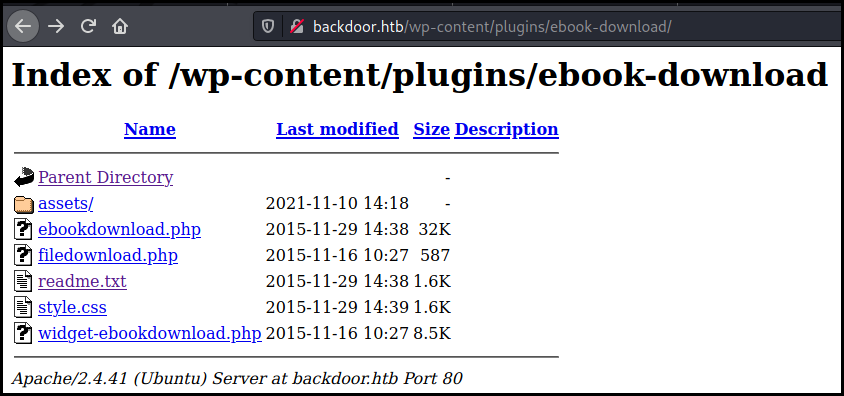 backdoor.htb/wp-content/plugins/ebook-download/
Index of /wp-content/plugins/ebook-download
Name Last modified Size Description
Parent Directory -
assets/ 2021-11-10 14:18 -
ebookdownload.php 2015-11-29 14:38 32K
filedownload.php 2015-11-16 10:27 587
readme.txt 2015-11-29 14:38 1.6K
style.css 2015-11-29 14:39 1.6K
widget-ebookdownload.php 2015-11-16 10:27 8.5K
Apache/2.4.41 (Ubuntu) Server at backdoor.htb Port 80